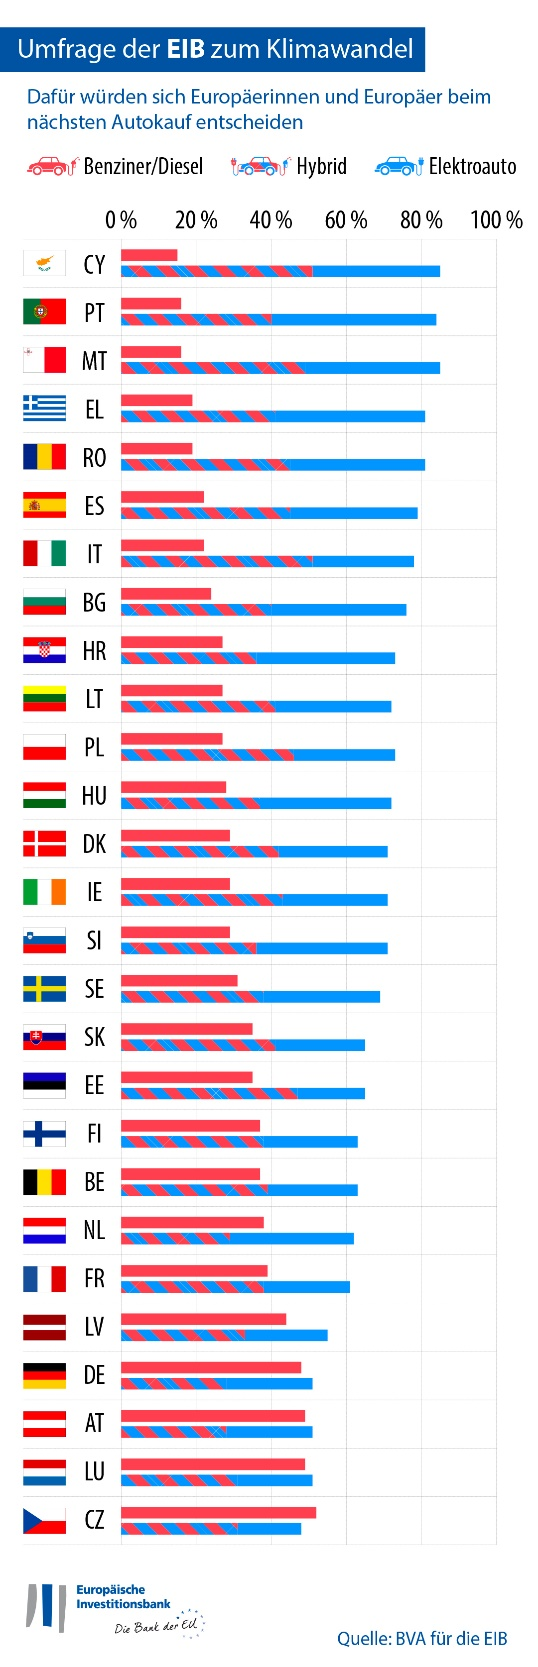 Umfrage der EIB zum Klimawandel
Dafür würden sich Europäerinnen und Europäer beim
nächsten Autokauf entscheiden
Benziner/Diesel Hybrid Elektroauto
0 % 20 % 40 % 60 % 80 % 100 %
CY
PT
MT
EL
RO
ES
IT
BG
HR
LT
PL
HU
DK
IE
SI
SE
SK
EE
FI
BE
NL
FR
LV
DE
AT
LU
CZ
Europäische
Investitionsbank
Die Bank der EU
Quelle: BVA für die EIB